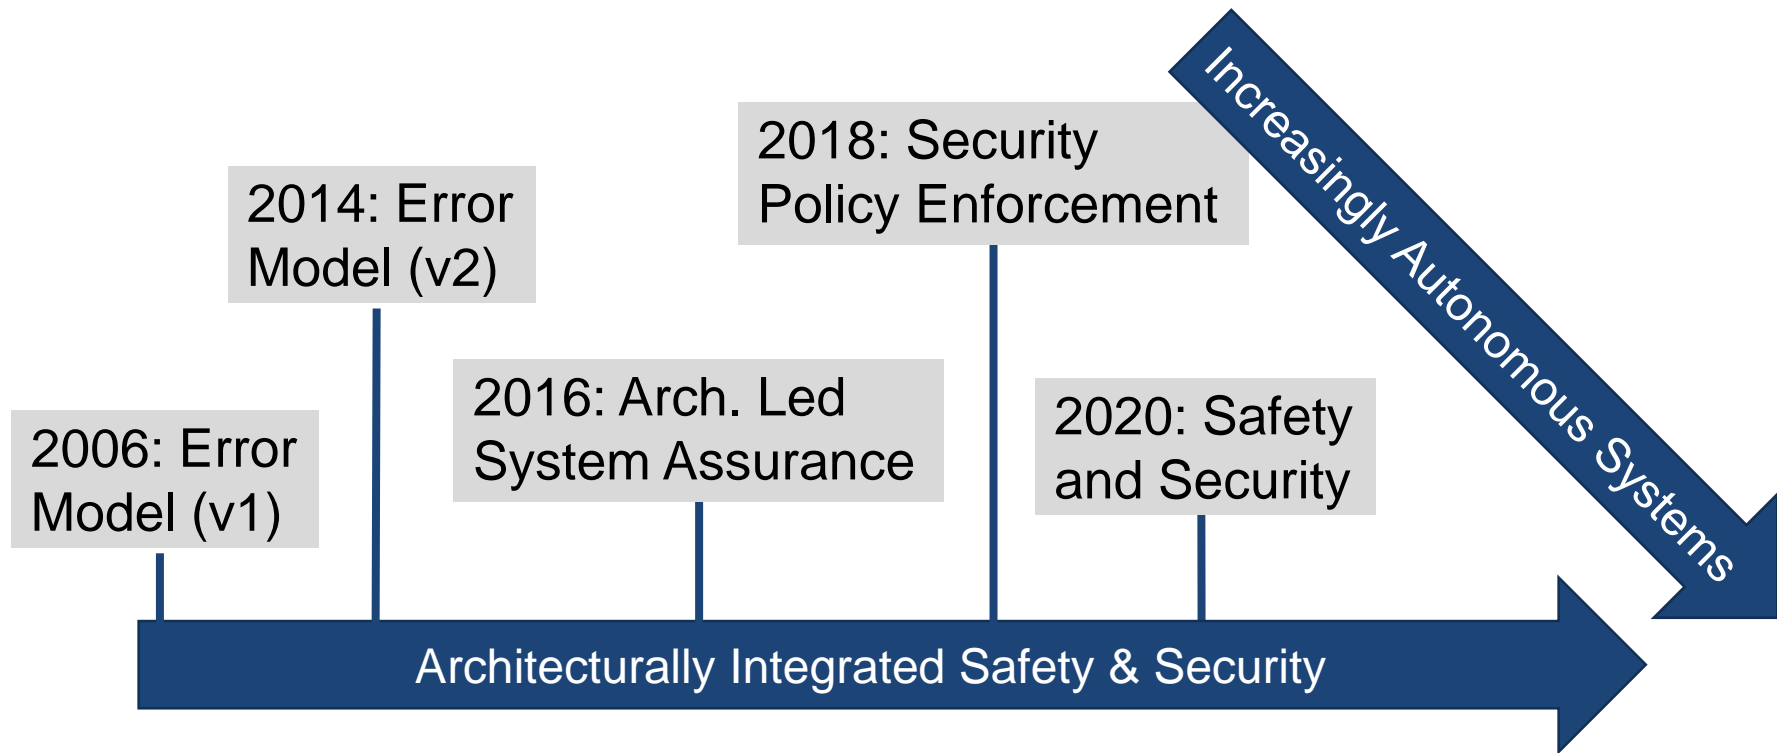 2006: Error
Model (v1)
2014: Error
Model (v2)
2016: Arch. Led
System Assurance
2018: Security
Policy Enforcement
2020: Safety
and Security
Increasingly Autonomous Systems
Architecturally Integrated Safety & Security